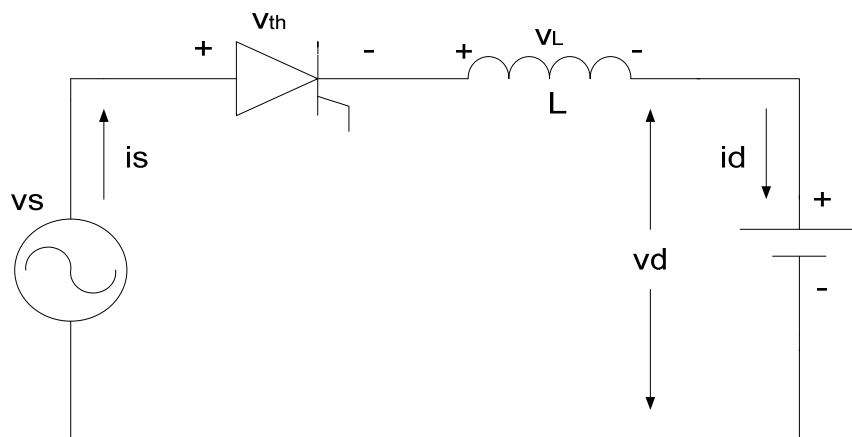 vth
+ -
+ vL -
L
is
id
vs
+
vd
-